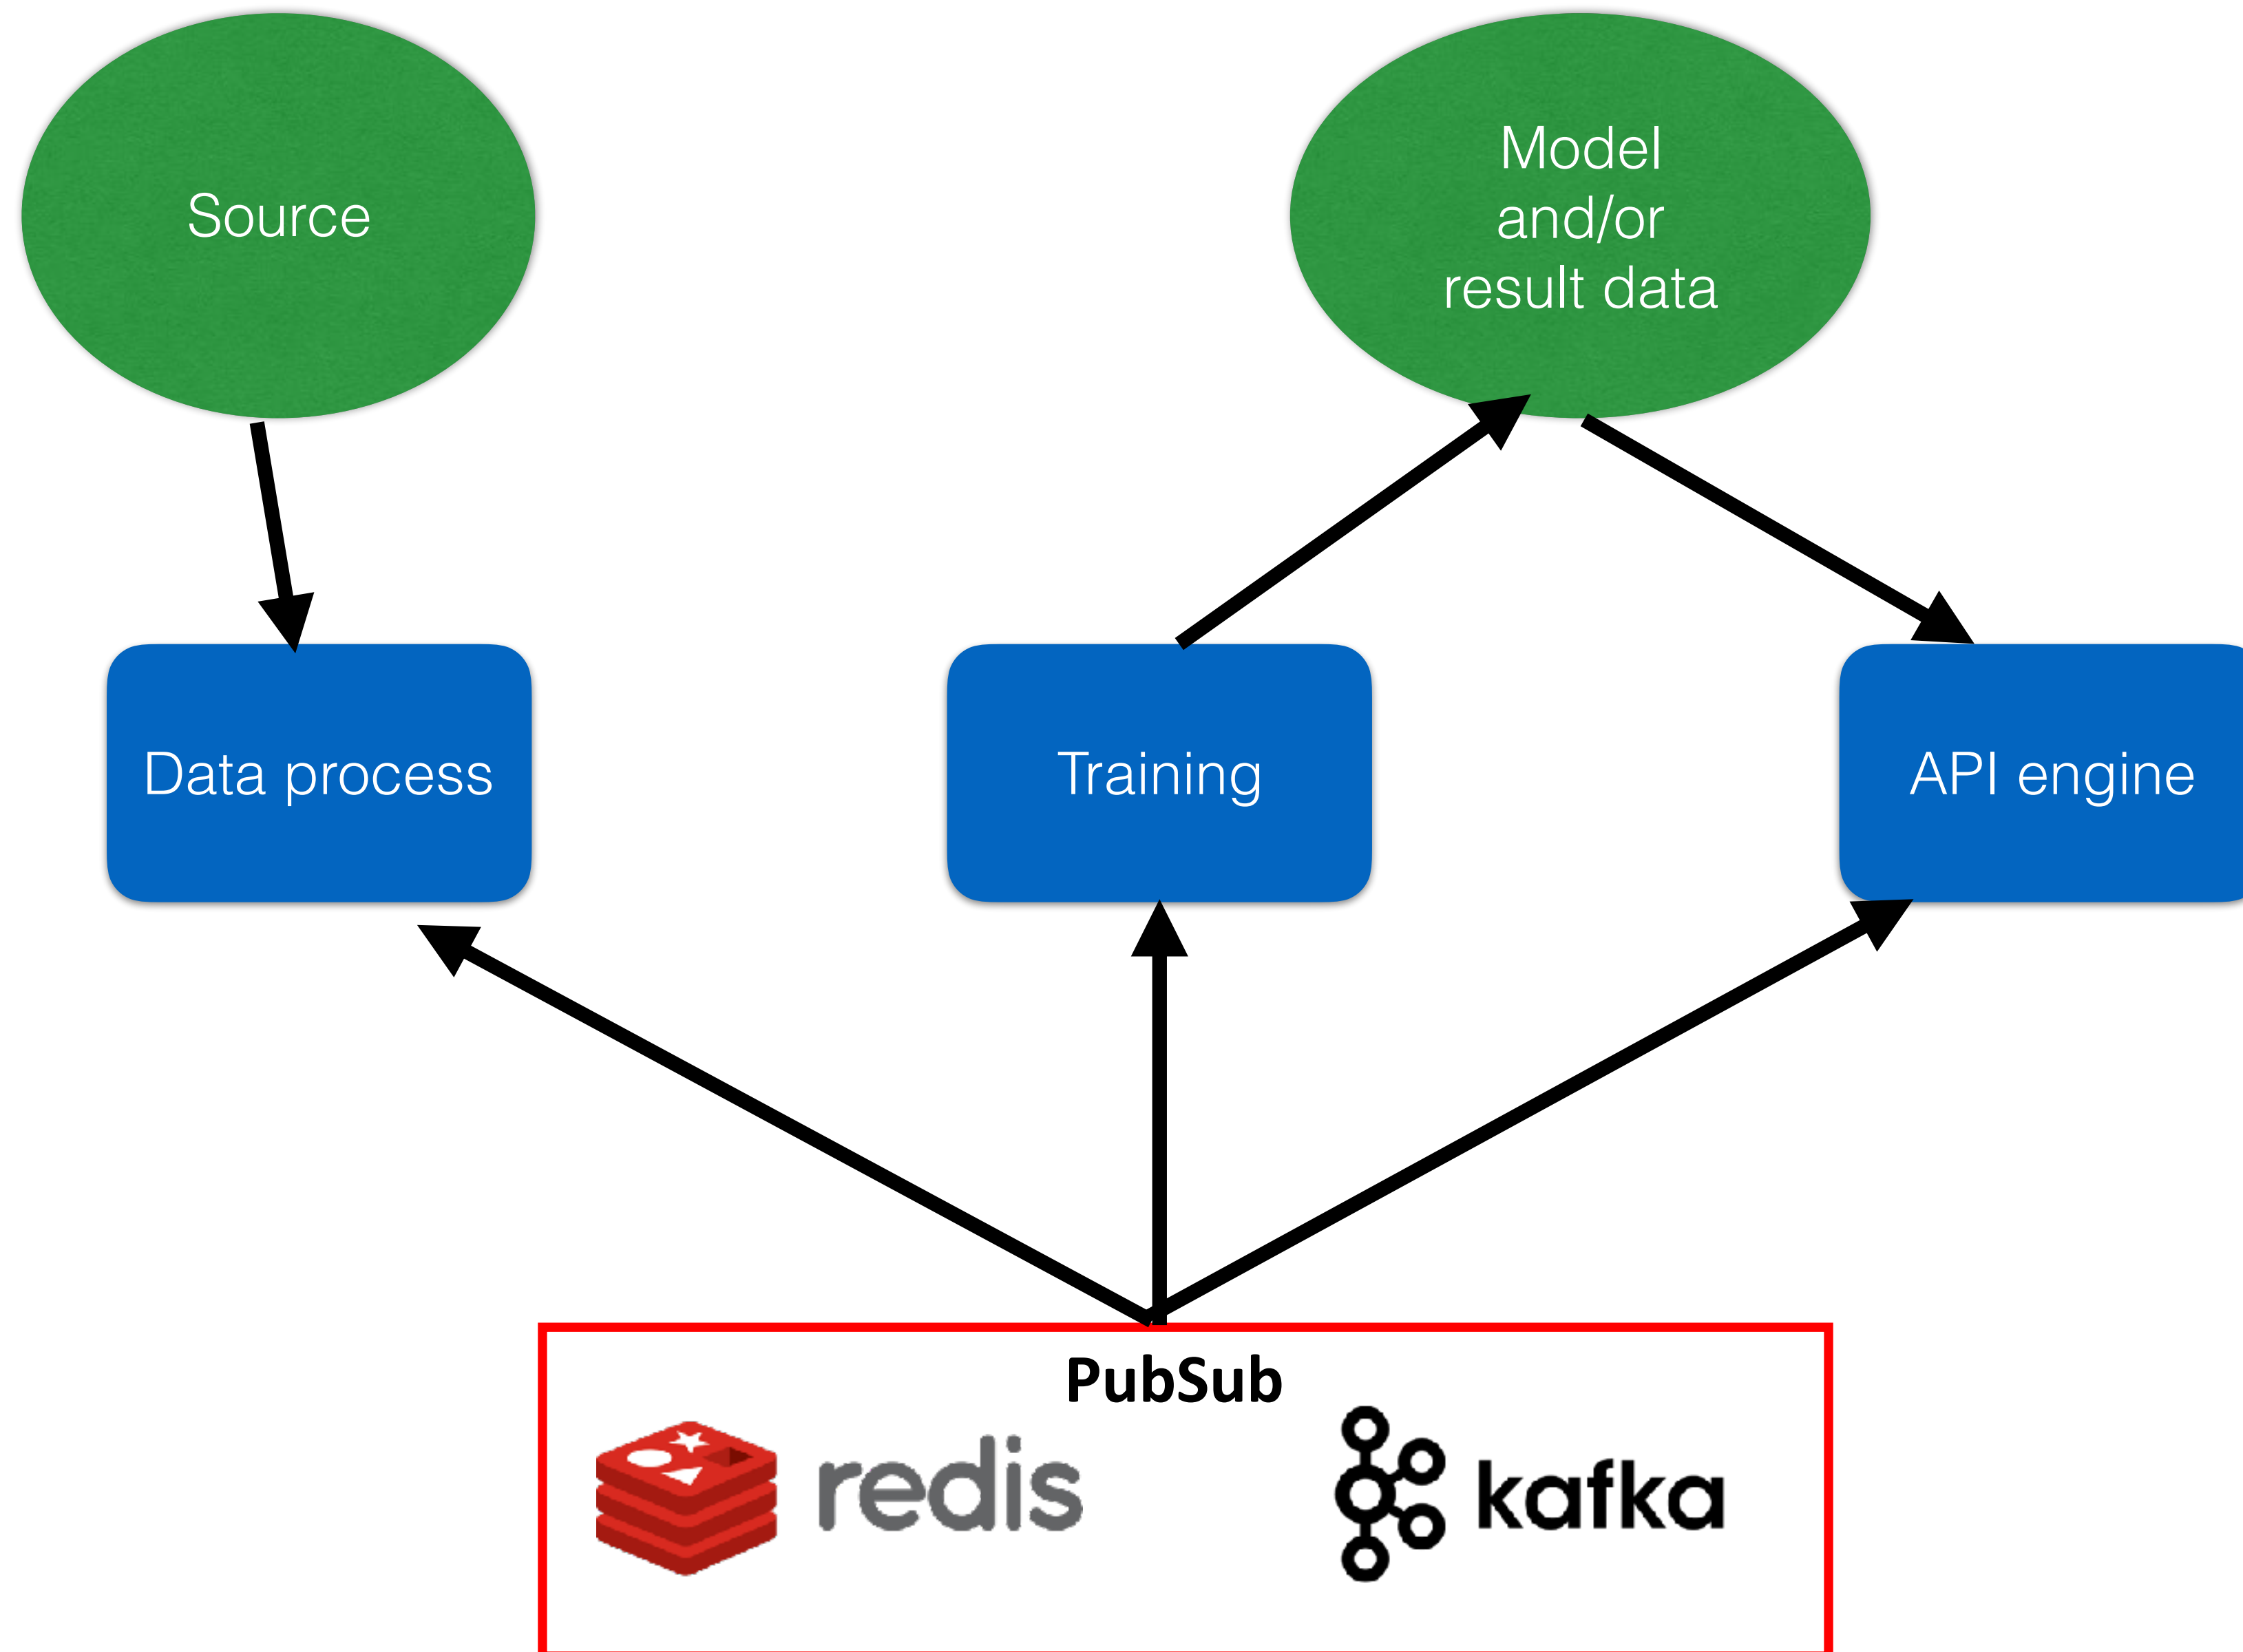 Source
Model
and/or
result data
Data process
Training
API engine
PubSub
redis
kafka